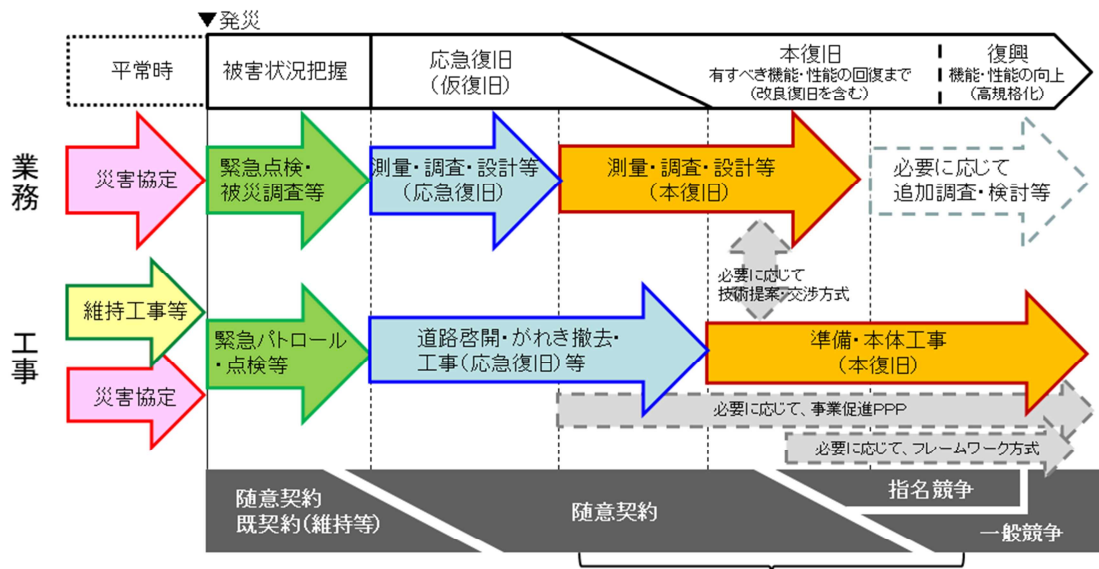 ▼発災
平常時
被害状況把握
応急復旧
(仮復旧)
本復旧
有すべき機能・性能の回復まで
(改良復旧を含む)
復興
機能・性能の向上
(高規格化)
業務
災害協定
緊急点検・
被災調査等
測量・調査・設計等
(応急復旧)
測量・調査・設計等
(本復旧)
必要に応じて
追加調査・検討等
必要に応じて
技術提案・交渉方式
工事
維持工事等
災害協定
緊急パトロール
・点検等
道路啓開・がれき撤去・
工事(応急復旧)等
準備・本体工事
(本復旧)
必要に応じて、事業促進PPP
必要に応じて、フレームワーク方式
随意契約
既契約(維持等)
随意契約
指名競争
一般競争